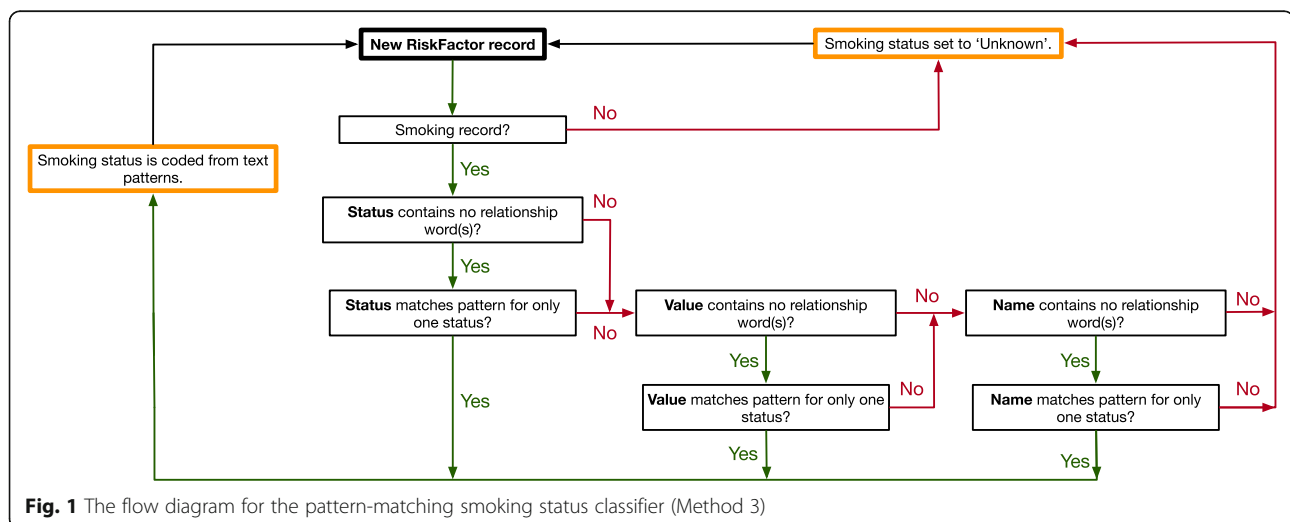 New RiskFactor record
Smoking status set to ‘Unknown’.
No
Smoking record?
Smoking status is coded from text
patterns.
Yes
No
Status contains no relationship
word(s)?
Yes
Status matches pattern for only
one status?
No
Value contains no relationship
word(s)?
No
Name contains no relationship
word(s)?
No
Yes
Yes
Yes
Value matches pattern for only one
status?
No
Name matches pattern for only
one status?
No
Yes
Yes
Fig. 1 The flow diagram for the pattern-matching smoking status classifier (Method 3)